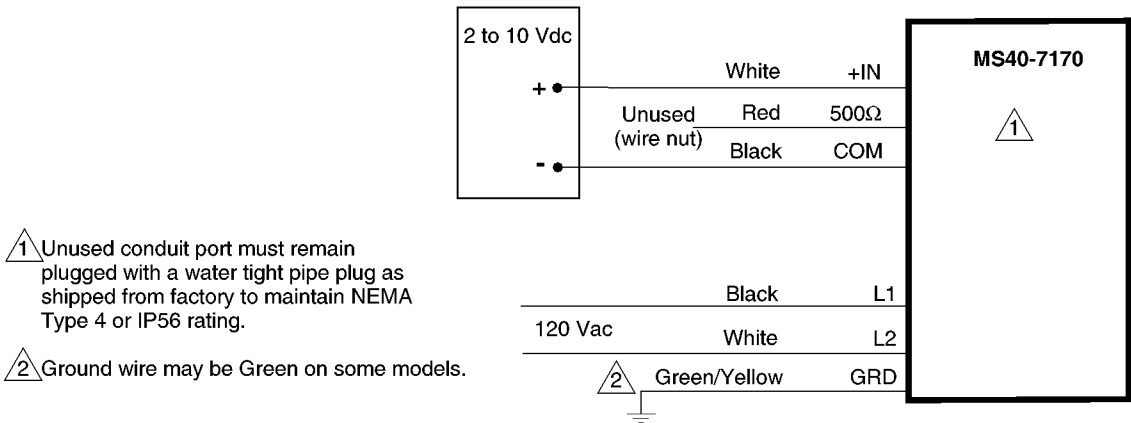 2 to 10 Vdc
+
-
White +IN
Unused
(wire nut)
Red 500Ω
Black COM
MS40-7170
1
1 Unused conduit port must remain
plugged with a water tight pipe plug as
shipped from factory to maintain NEMA
Type 4 or IP56 rating.
2 Ground wire may be Green on some models.
Black L1
120 Vac
White L2
2 Green/Yellow GRD